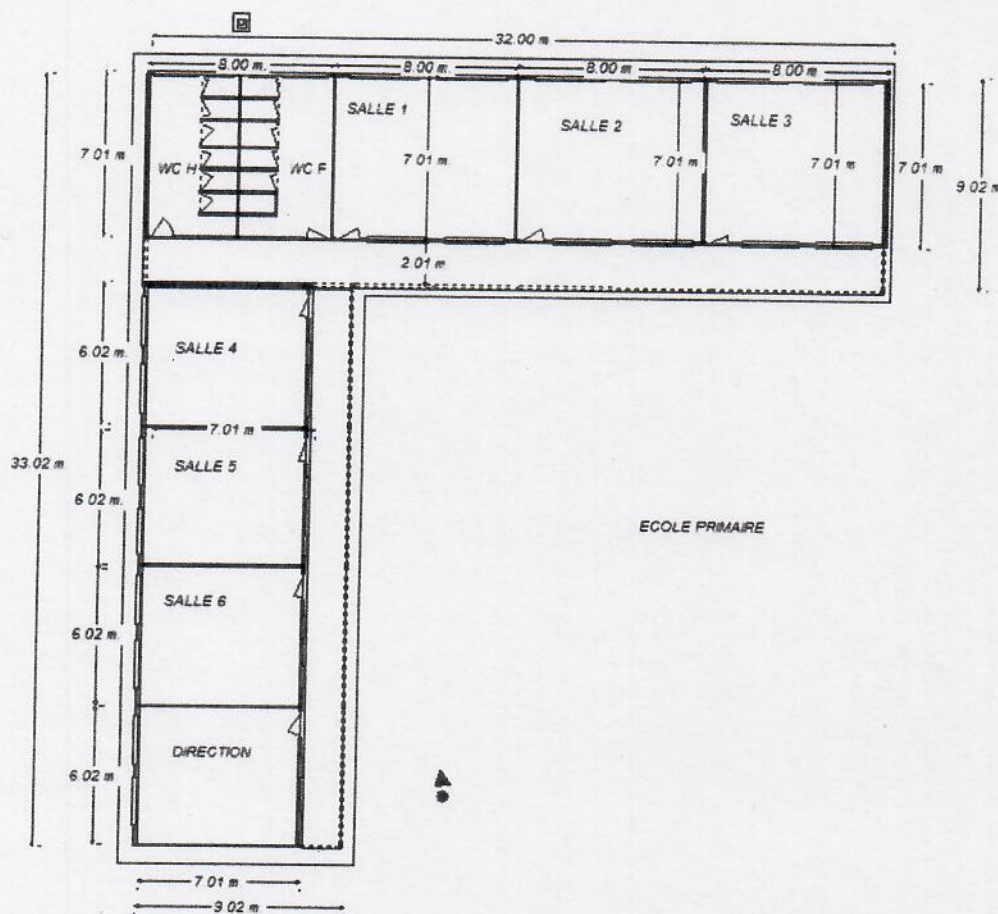 32.00 m.
8.00 m. 8.00 m. 8.00 m. 8.00 m.
SALLE 1
SALLE 2
SALLE 3
7.01 m.
WC H
WC F
7.01 m.
7.01 m.
7.01 m.
7.01 m.
9.02 m.
2.01 m.
SALLE 4
6.02 m.
7.01 m.
SALLE 5
33.02 m.
6.02 m.
ECOLE PRIMAIRE
SALLE 6
6.02 m.
DIRECTION
6.02 m.
7.01 m.
9.02 m.